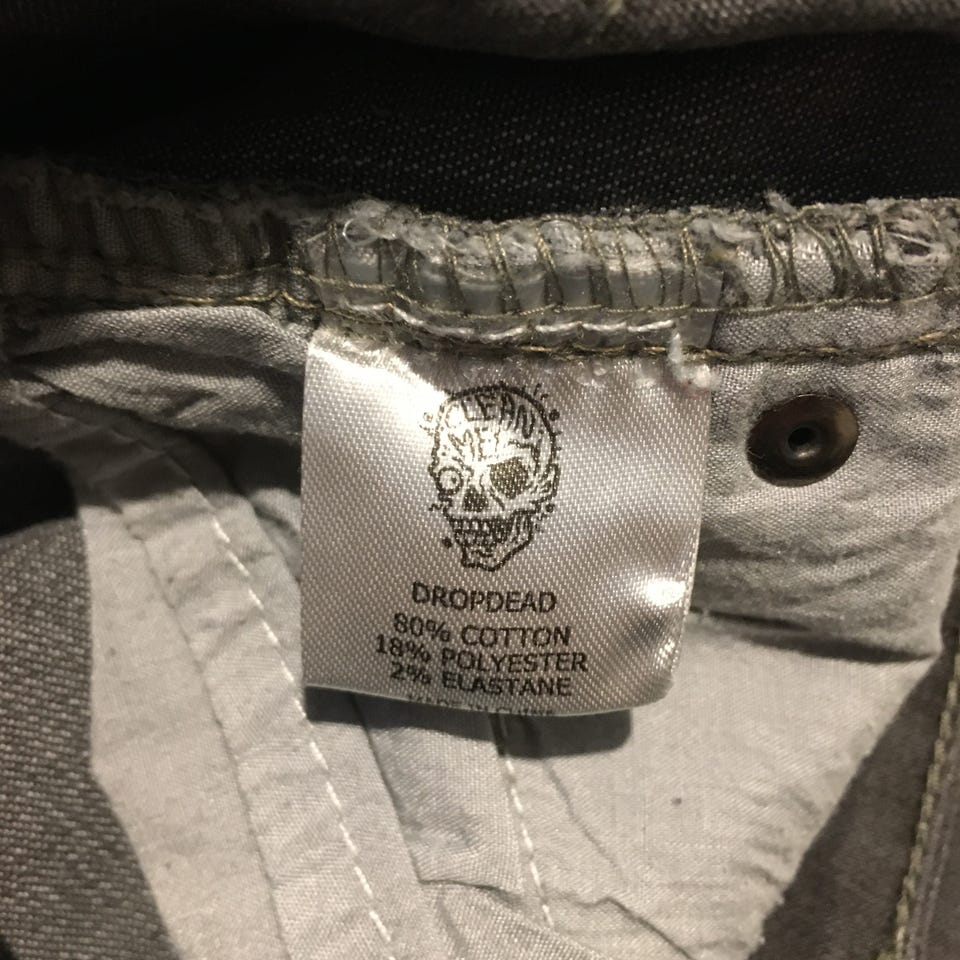 CLEAN
ME!
DROPDEAD
80% COTTON
18% POLYESTER
2% ELASTANE